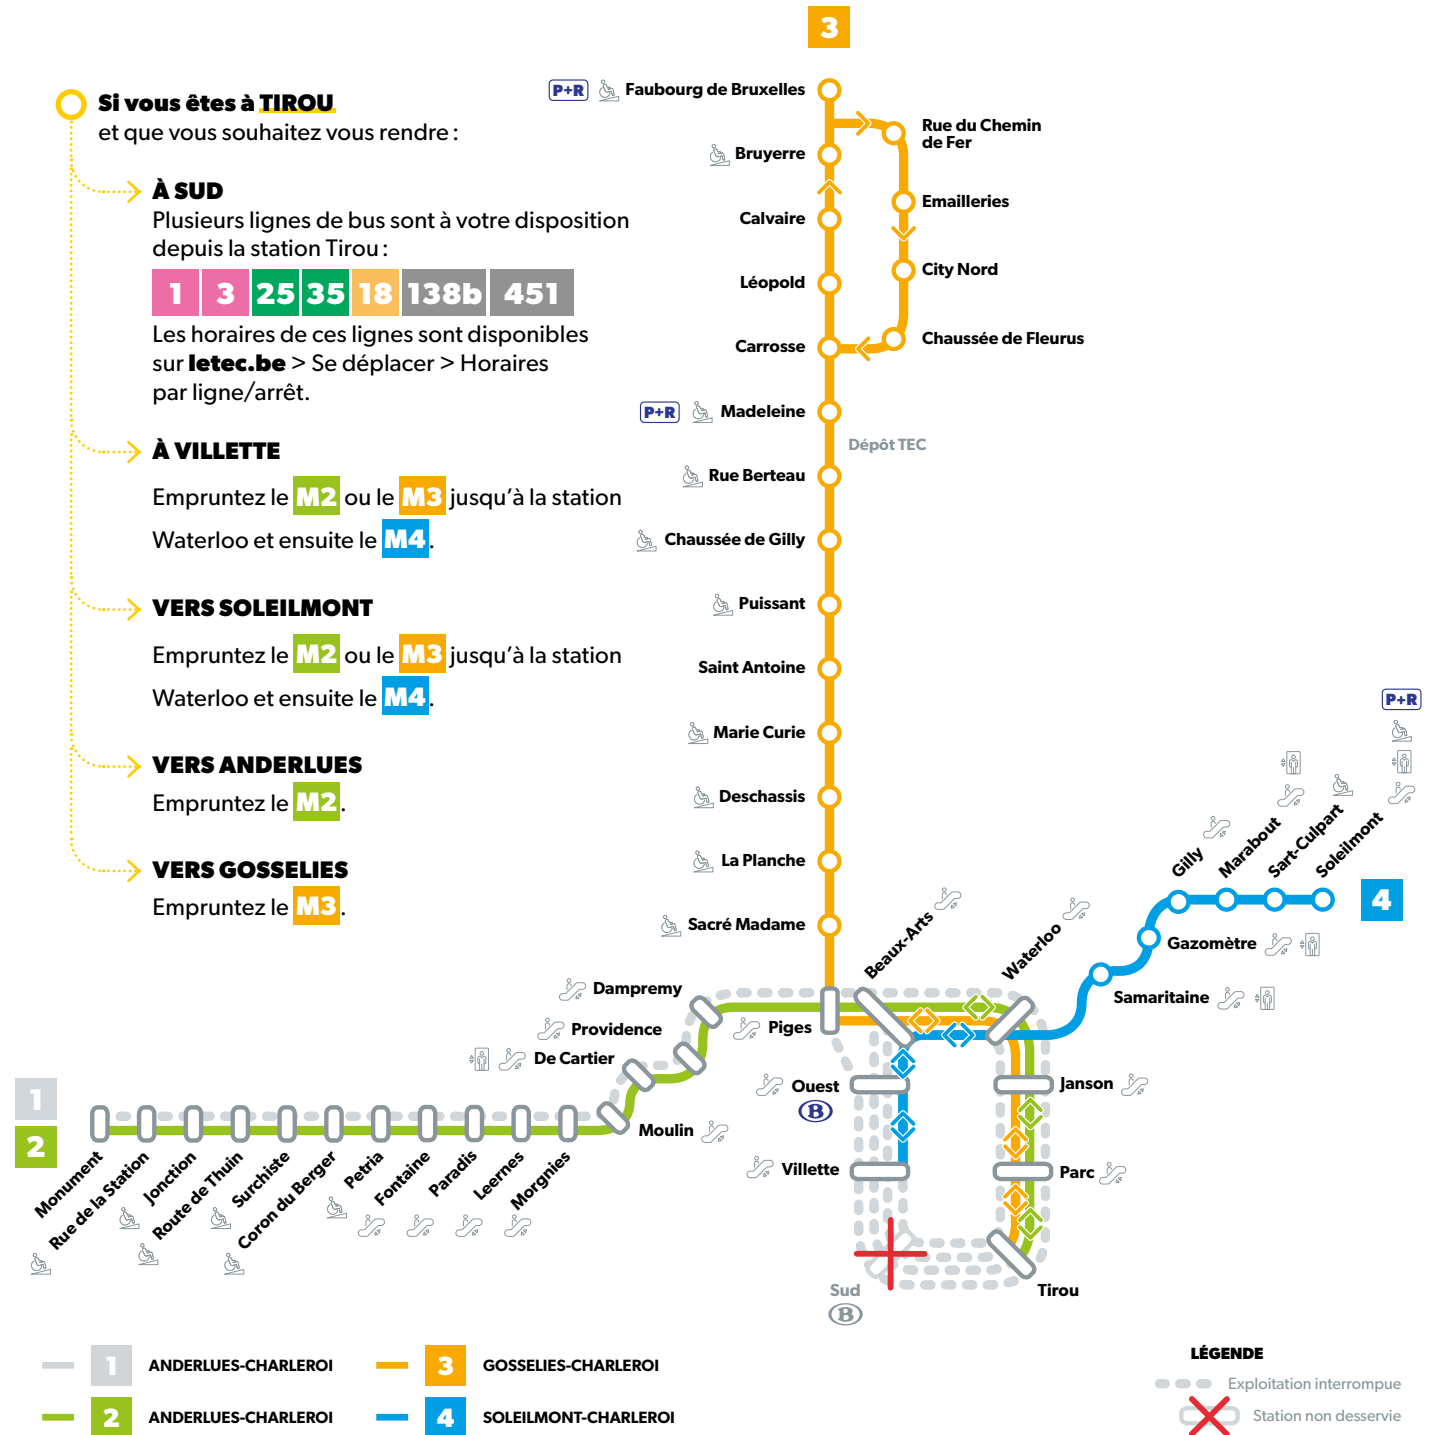 3
Si vous êtes à TIROU
et que vous souhaitez vous rendre :
À SUD
Plusieurs lignes de bus sont à votre disposition
depuis la station Tirou :
1 3 25 35 18 138b 451
Les horaires de ces lignes sont disponibles
sur letec.be > Se déplacer > Horaires
par ligne/arrêt.
À VILLETTE
Empruntez le M2 ou le M3 jusqu'à la station
Waterloo et ensuite le M4.
VERS SOLEILMONT
Empruntez le M2 ou le M3 jusqu'à la station
Waterloo et ensuite le M4.
VERS ANDERLUES
Empruntez le M2.
VERS GOSSELIES
Empruntez le M3.
P+R Faubourg de Bruxelles
Rue du Chemin
de Fer
Bruyerre
Emailleries
Calvaire
City Nord
Léopold
Chaussée de Fleurus
Carrosse
P+R Madeleine
Dépôt TEC
Rue Berteau
Chaussée de Gilly
Puissant
Saint Antoine
Marie Curie
Deschassis
La Planche
Sacré Madame
P+R
Gilly
Marabout
Sart-Culpart
Soleilmont
4
Gazomètre
Samaritaine
Beaux-Arts
Waterloo
Dampremy
Providence
De Cartier
Piges
Ouest
B
Janson
Moulin
Villette
Parc
1
2
Monument
Rue de la Station
Jonction
Route de Thuin
Surchiste
Coron du Berger
Petria
Fontaine
Paradis
Leernes
Morgnies
Sud
B
Tirou
1 ANDERLUES-CHARLEROI
2 ANDERLUES-CHARLEROI
3 GOSSELIES-CHARLEROI
4 SOLEILMONT-CHARLEROI
LÉGENDE
Exploitation interrompue
Station non desservie